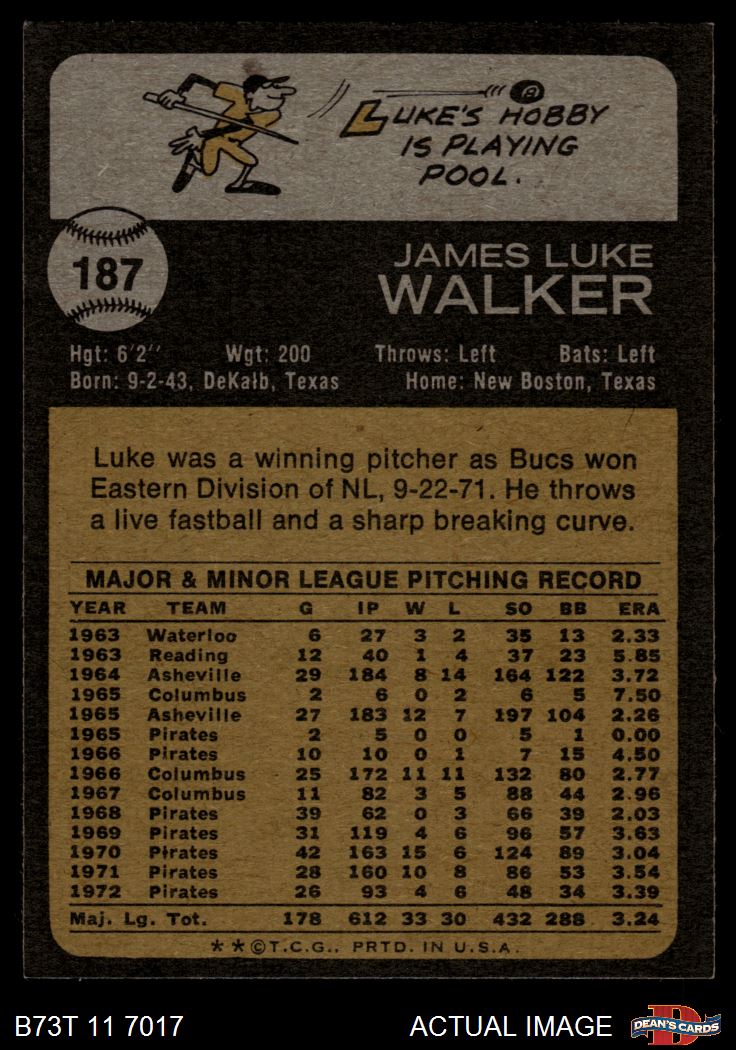 8
LUKE'S HOBBY
IS PLAYING
POOL.
187
JAMES LUKE
WALKER
Hgt: 6'2" Wgt: 200 Throws: Left Bats: Left
Born: 9-2-43, DeKalb, Texas Home: New Boston, Texas
Luke was a winning pitcher as Bucs won
Eastern Division of NL, 9-22-71. He throws
a live fastball and a sharp breaking curve.
MAJOR & MINOR LEAGUE PITCHING RECORD
YEAR TEAM G IP W L SO BB ERA
1963 Waterloo 6 27 3 2 35 13 2.33
1963 Reading 12 40 1 4 37 23 5.85
1964 Asheville 29 184 8 14 164 122 3.72
1965 Columbus 2 6 0 2 6 5 7.50
1965 Asheville 27 183 12 7 197 104 2.26
1965 Pirates 2 5 0 0 5 1 0.00
1966 Pirates 10 10 0 1 7 15 4.50
1966 Columbus 25 172 11 11 132 80 2.77
1967 Columbus 11 82 3 5 88 44 2.96
1968 Pirates 39 62 0 3 66 39 2.03
1969 Pirates 31 119 4 6 96 57 3.63
1970 Pirates 42 163 15 6 124 89 3.04
1971 Pirates 28 160 10 8 86 53 3.54
1972 Pirates 26 93 4 6 48 34 3.39
Maj. Lg. Tot. 178 612 33 30 432 288 3.24
**©T.C.G., PRTD. IN U.S.A.
B73T 11 7017 ACTUAL IMAGE D DEAN'S CARDS